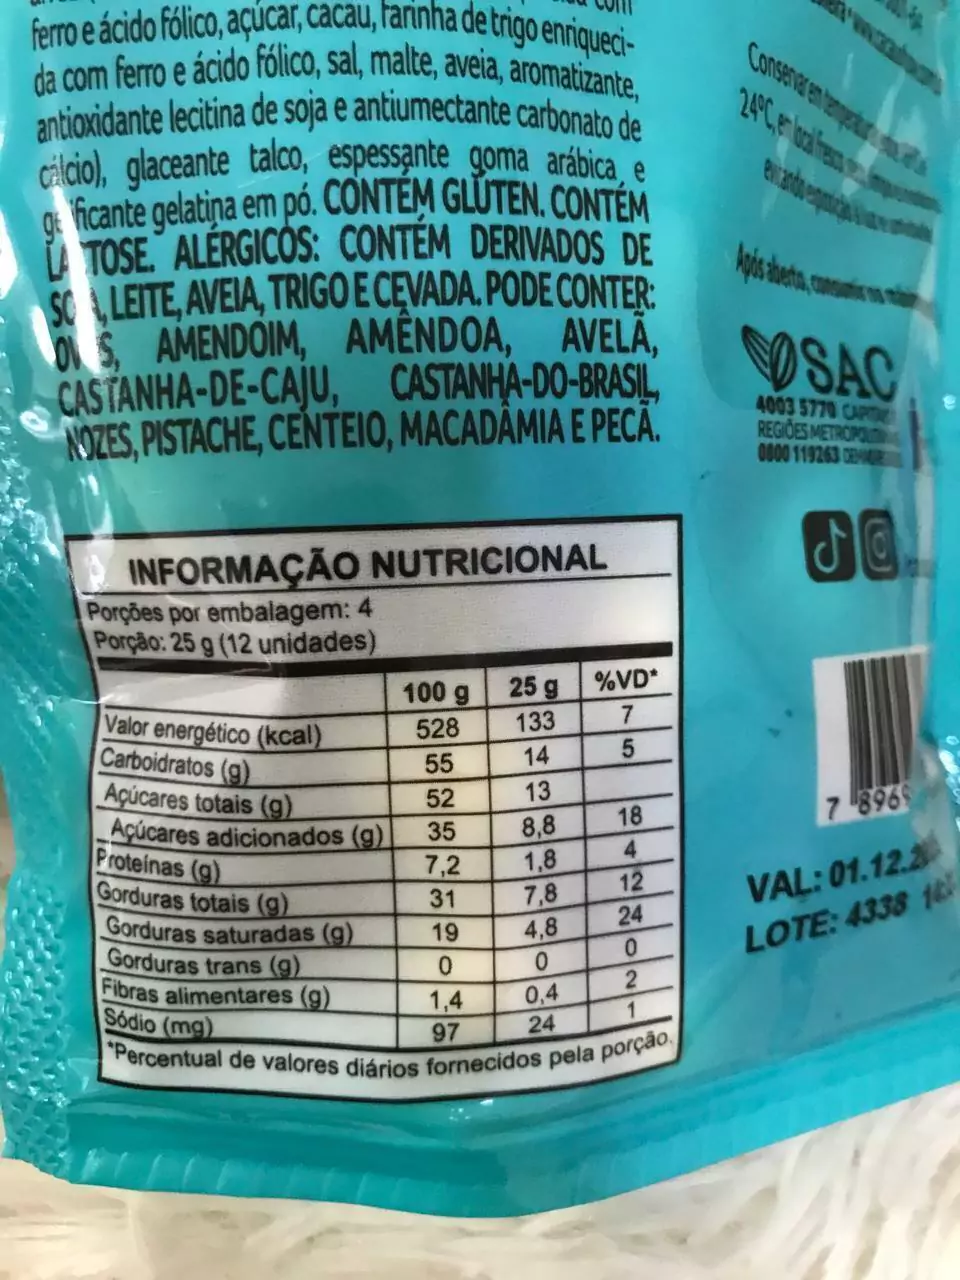 ferro e ácido fólico, açúcar, cacau, farinha de trigo enriqueci-
da com ferro e ácido fólico, sal, malte, aveia, aromatizante,
antioxidante lecitina de soja e antiumectante carbonato de
cálcio), glaceante talco, espessante goma arábica e
gelificante gelatina em pó. CONTÉM GLÚTEN. CONTÉM
LACTOSE. ALÉRGICOS: CONTÉM DERIVADOS DE
SOJA, LEITE, AVEIA, TRIGO E CEVADA. PODE CONTER:
OVOS, AMENDOIM, AMÊNDOA, AVELÃ,
CASTANHA-DE-CAJU, CASTANHA-DO-BRASIL,
NOZES, PISTACHE, CENTEIO, MACADÂMIA E PECÃ.
INFORMAÇÃO NUTRICIONAL
Porções por embalagem: 4
Porção: 25 g (12 unidades)
100 g 25 g %VD*
Valor energético (kcal) 528 133 7
Carboidratos (g) 55 14 5
Açúcares totais (g) 52 13
Açúcares adicionados (g) 35 8,8 18
Proteínas (g) 7,2 1,8 4
Gorduras totais (g) 31 7,8 12
Gorduras saturadas (g) 19 4,8 24
Gorduras trans (g) 0 0 0
Fibras alimentares (g) 1,4 0,4 2
Sódio (mg) 97 24 1
*Percentual de valores diários fornecidos pela porção.
Conservar em
24°C, em local fresco
Após aberto,
SAC
4003 5770
REGIÕES
0800 119263
7 8969
VAL: 01.12.2
LOTE: 4338